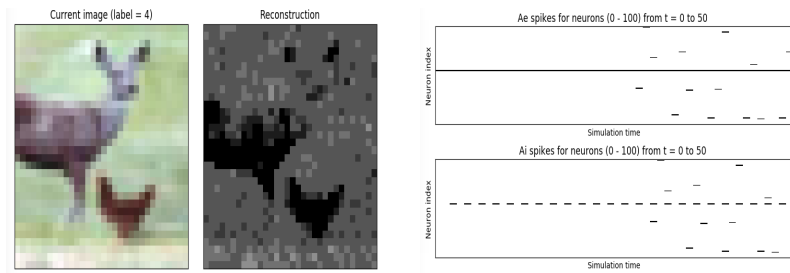 Current image (label = 4)
Reconstruction
Ae spikes for neurons (0 - 100) from t = 0 to 50
Neuron index
Simulation time
Ai spikes for neurons (0 - 100) from t = 0 to 50
Neuron index
Simulation time